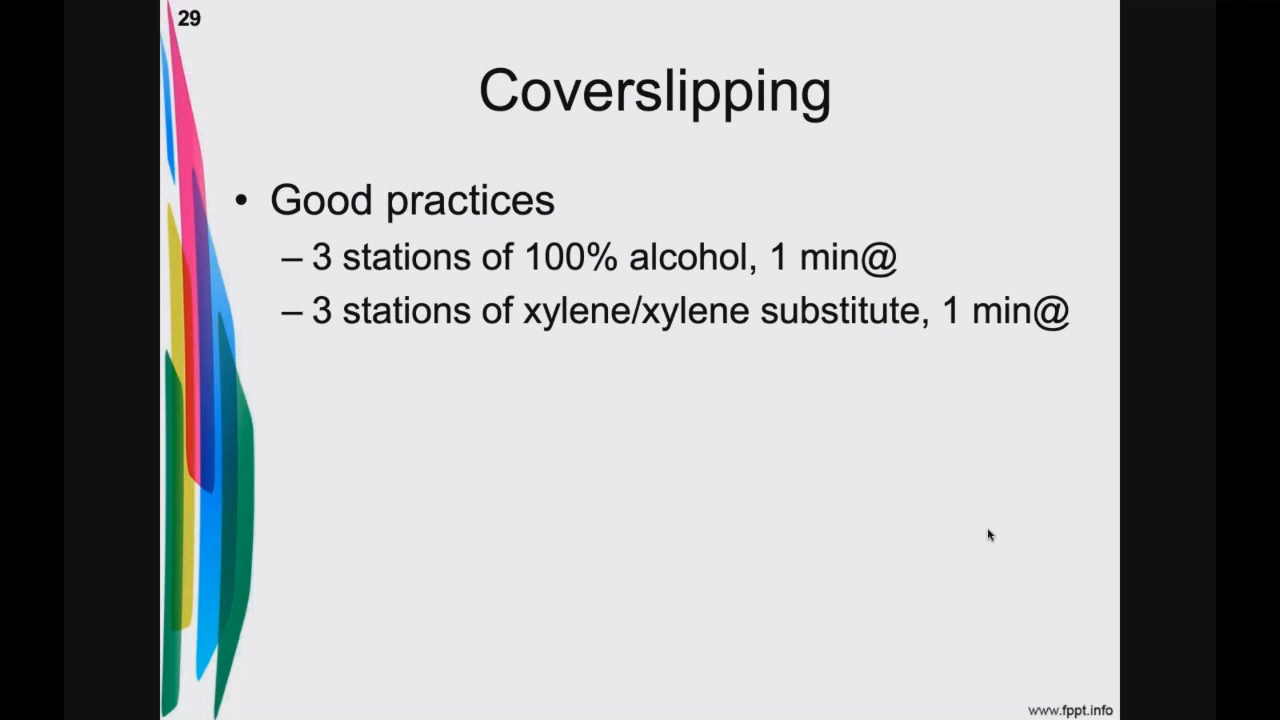 29
Coverslipping
• Good practices
– 3 stations of 100% alcohol, 1 min@
– 3 stations of xylene/xylene substitute, 1 min@
www.fppt.info